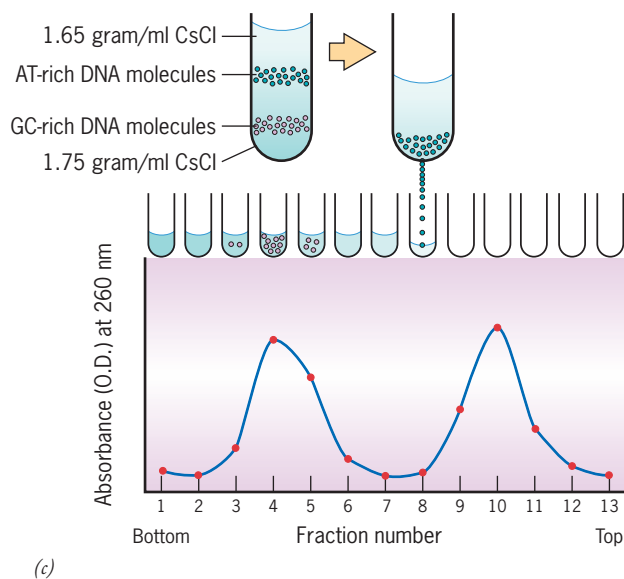 1.65 gram/ml CsCl
AT-rich DNA molecules
GC-rich DNA molecules
1.75 gram/ml CsCl
Absorbance (O.D.) at 260 nm
1 2 3 4 5 6 7 8 9 10 11 12 13
Bottom Fraction number Top
(c)